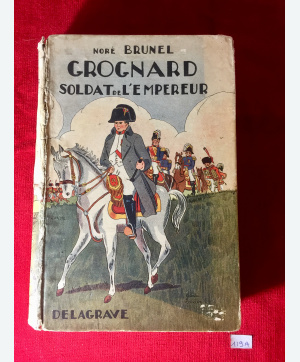 NORÉ BRUNEL
GROGNARD
SOLDAT DE L'EMPEREUR
DELAGRAVE
119A